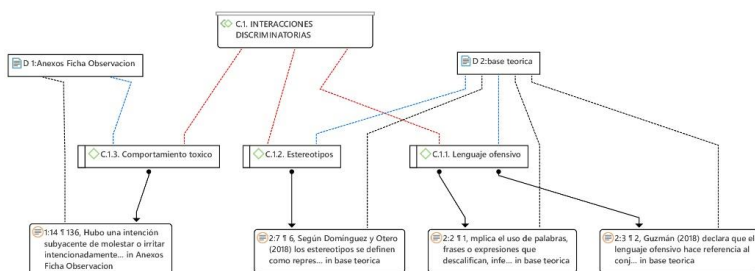 C.1. INTERACCIONES
DISCRIMINATORIAS
D 1:Anexos Ficha Observacion
D 2:base teorica
C.1.3. Comportamiento toxico
C.1.2. Estereotipos
C.1.1. Lenguaje ofensivo
1:14 ¶ 136, Hubo una intención
subyacente de molestar o irritar
intencionadamente... in Anexos
Ficha Observacion
2:7 ¶ 6, Según Dominguez y Otero
(2018) los estereotipos se definen
como repres... in base teorica
2:2 ¶ 1, mplica el uso de palabras,
frases o expresiones que
descalifican, infe... in base teorica
2:3 ¶ 2, Guzmán (2018) declara que el
lenguaje ofensivo hace referencia al
conj... in base teorica